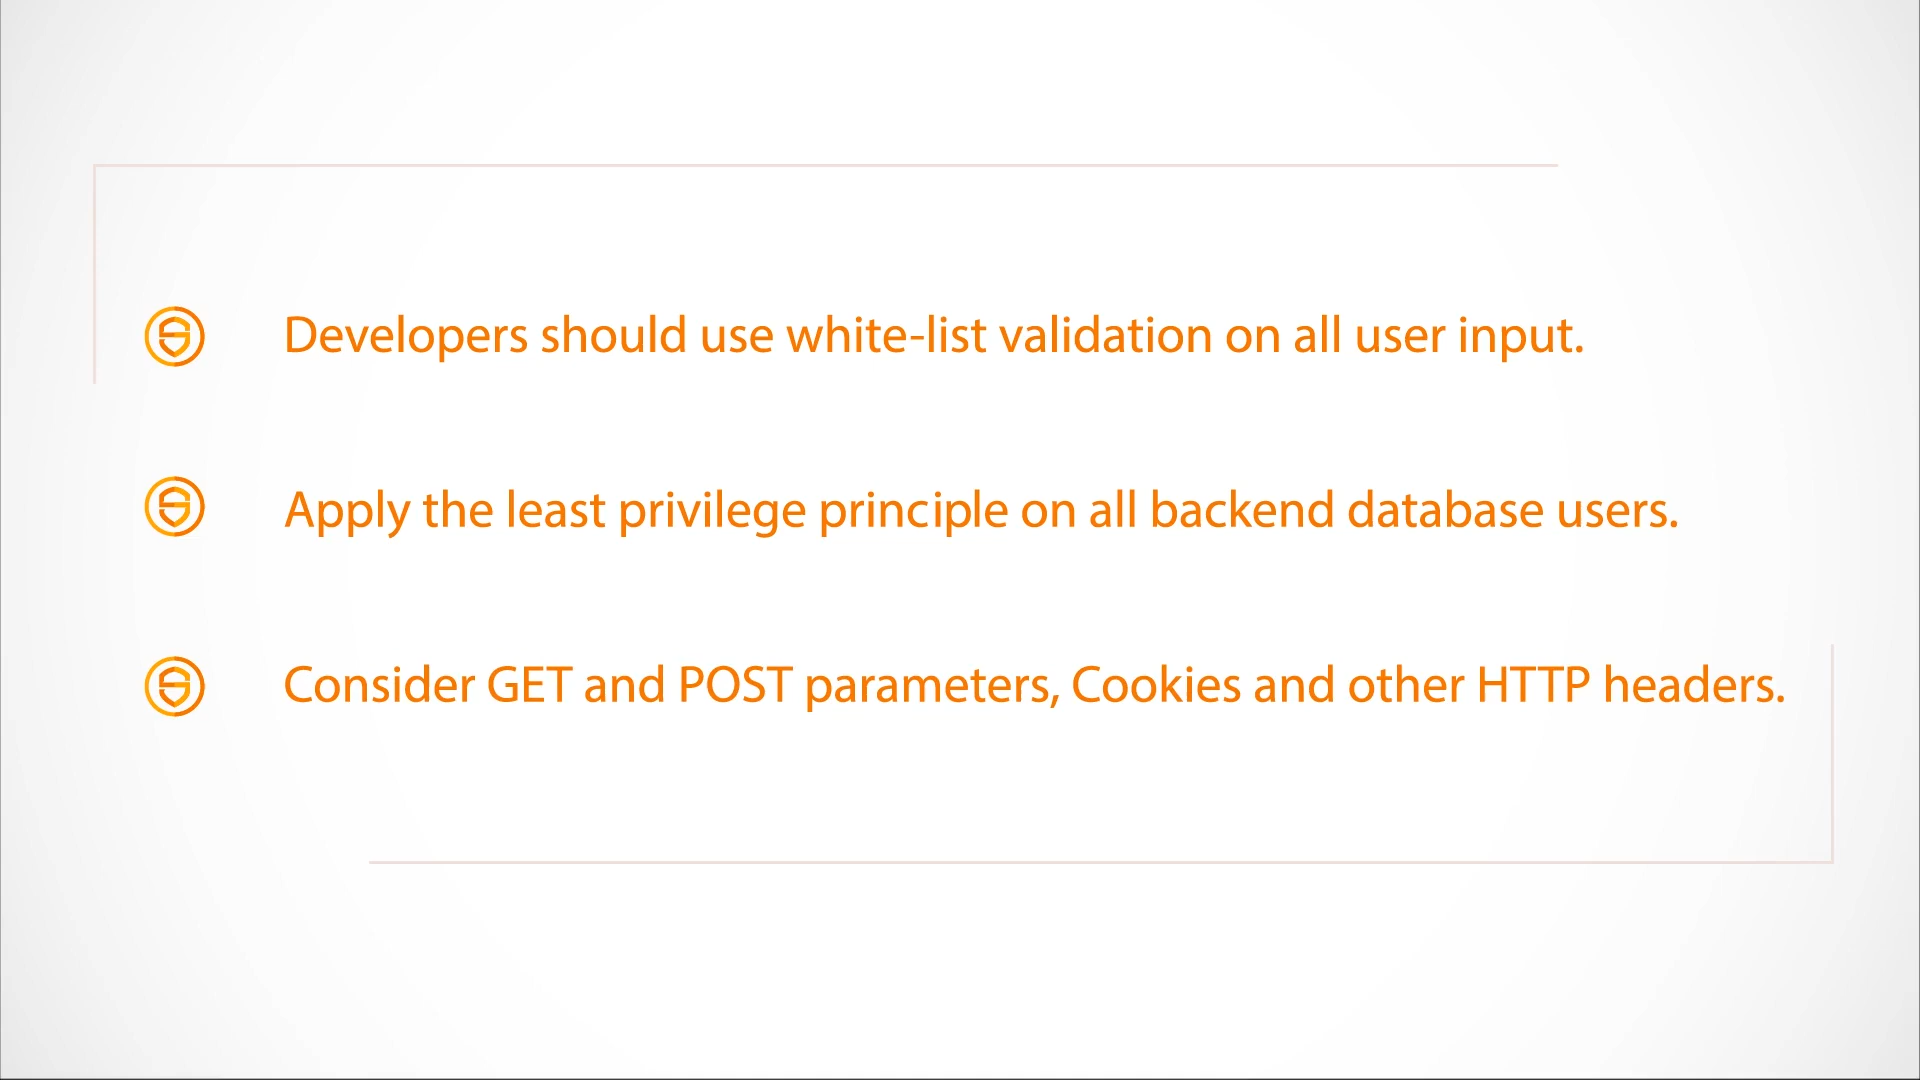 Developers should use white-list validation on all user input.
Apply the least privilege principle on all backend database users.
Consider GET and POST parameters, Cookies and other HTTP headers.